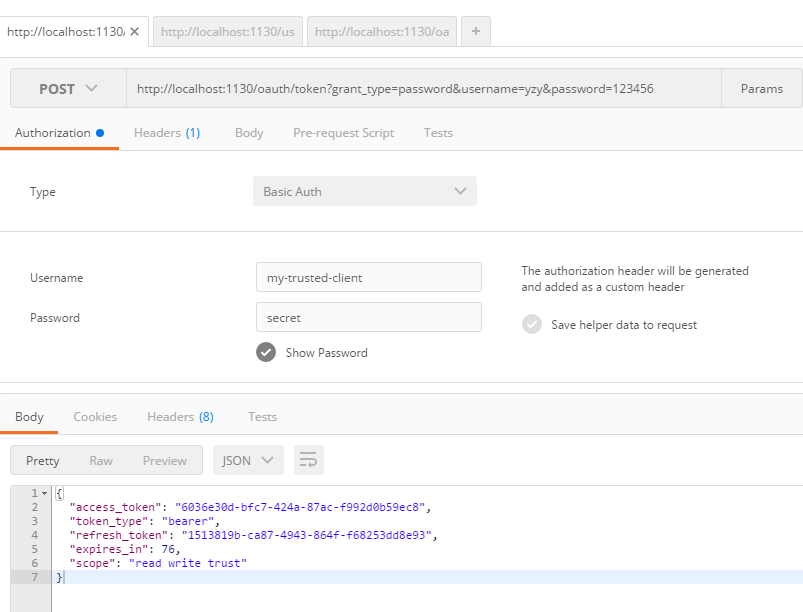 http://localhost:1130/ × http://localhost:1130/us http://localhost:1130/oa +
POST http://localhost:1130/oauth/token?grant_type=password&username=yzy&password=123456 Params
Authorization Headers (1) Body Pre-request Script Tests
Type Basic Auth
Username my-trusted-client The authorization header will be generated
and added as a custom header
Password secret Save helper data to request
Show Password
Body Cookies Headers (8) Tests
Pretty Raw Preview JSON
1 {
2 "access_token": "6036e30d-bfc7-424a-87ac-f992d0b59ec8",
3 "token_type": "bearer",
4 "refresh_token": "1513819b-ca87-4943-864f-f68253dd8e93",
5 "expires_in": 76,
6 "scope": "read write trust"
7 }